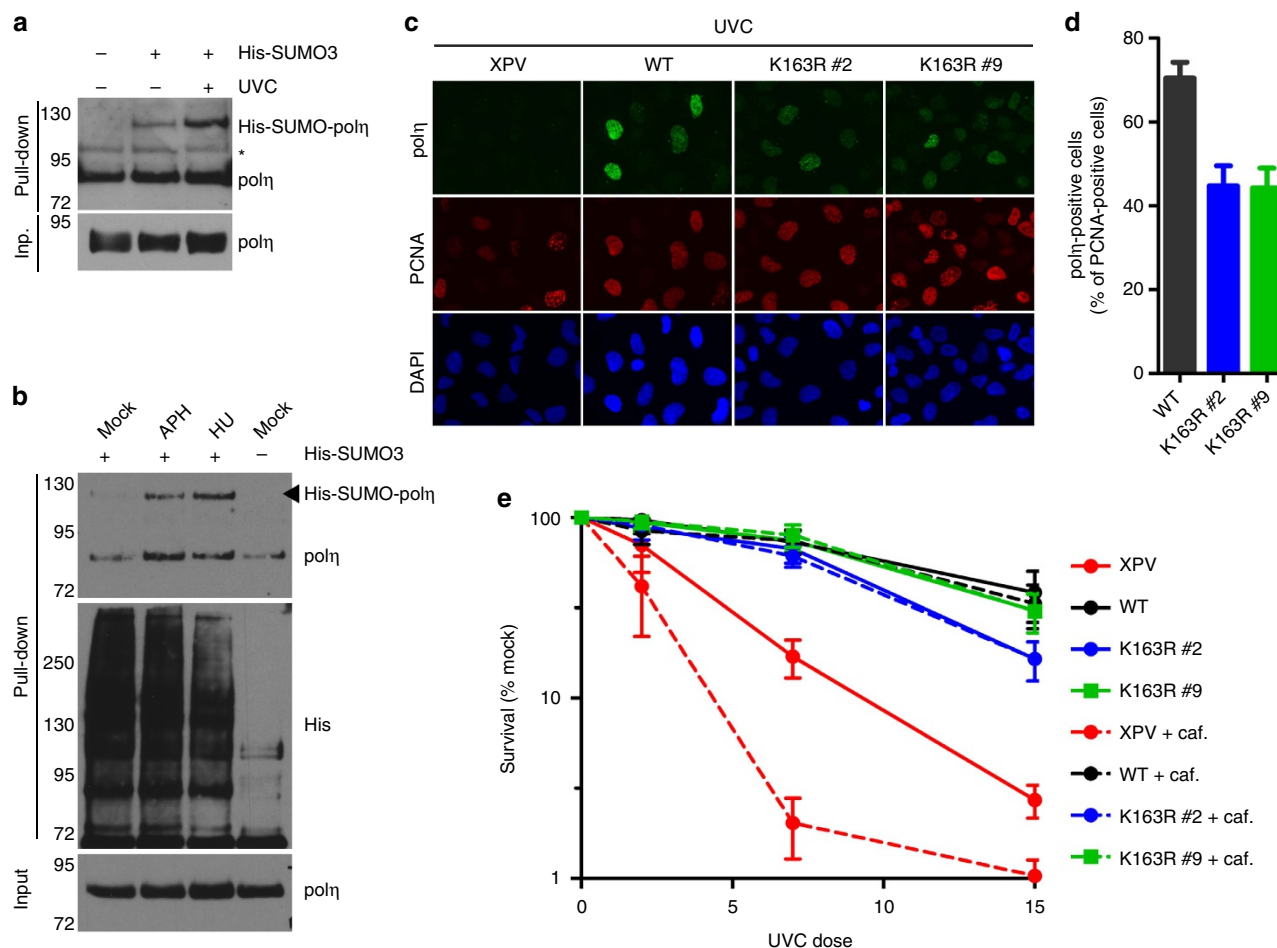 a
– + + His-SUMO3
– – + UVC
Pull-down
130
95
72
His-SUMO-polη
*
polη
Inp.
95
polη
b
Mock APH HU Mock
+ + + – His-SUMO3
Pull-down
130
95
72
His-SUMO-polη
polη
250
130
95
72
His
Input
95
72
polη
c
UVC
XPV WT K163R #2 K163R #9
polη
PCNA
DAPI
d
polη-positive cells
(% of PCNA-positive cells)
80
60
40
20
0
WT K163R #2 K163R #9
e
Survival (% mock)
100
10
1
0 5 10 15
UVC dose
XPV
WT
K163R #2
K163R #9
XPV + caf.
WT + caf.
K163R #2 + caf.
K163R #9 + caf.